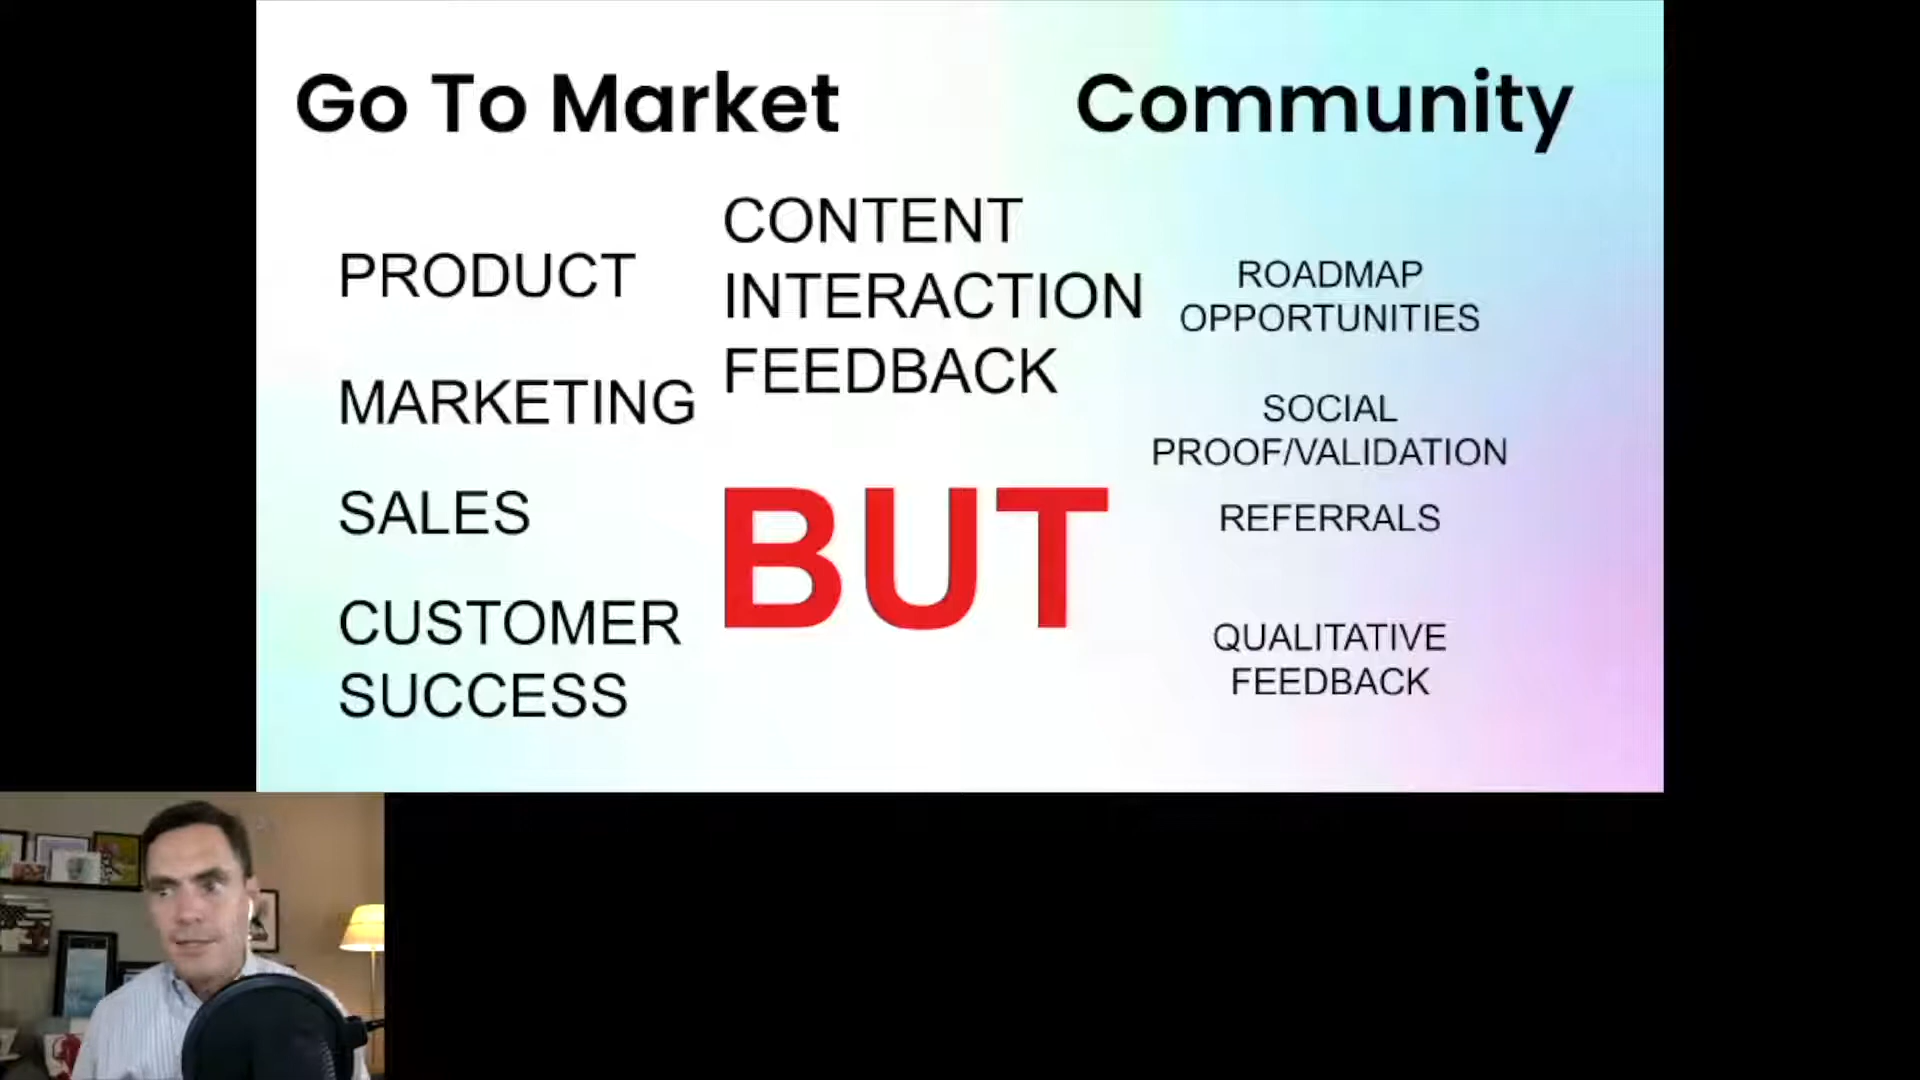 Go To Market
Community
PRODUCT
MARKETING
SALES
CUSTOMER
SUCCESS
CONTENT
INTERACTION
FEEDBACK
BUT
ROADMAP
OPPORTUNITIES
SOCIAL
PROOF/VALIDATION
REFERRALS
QUALITATIVE
FEEDBACK